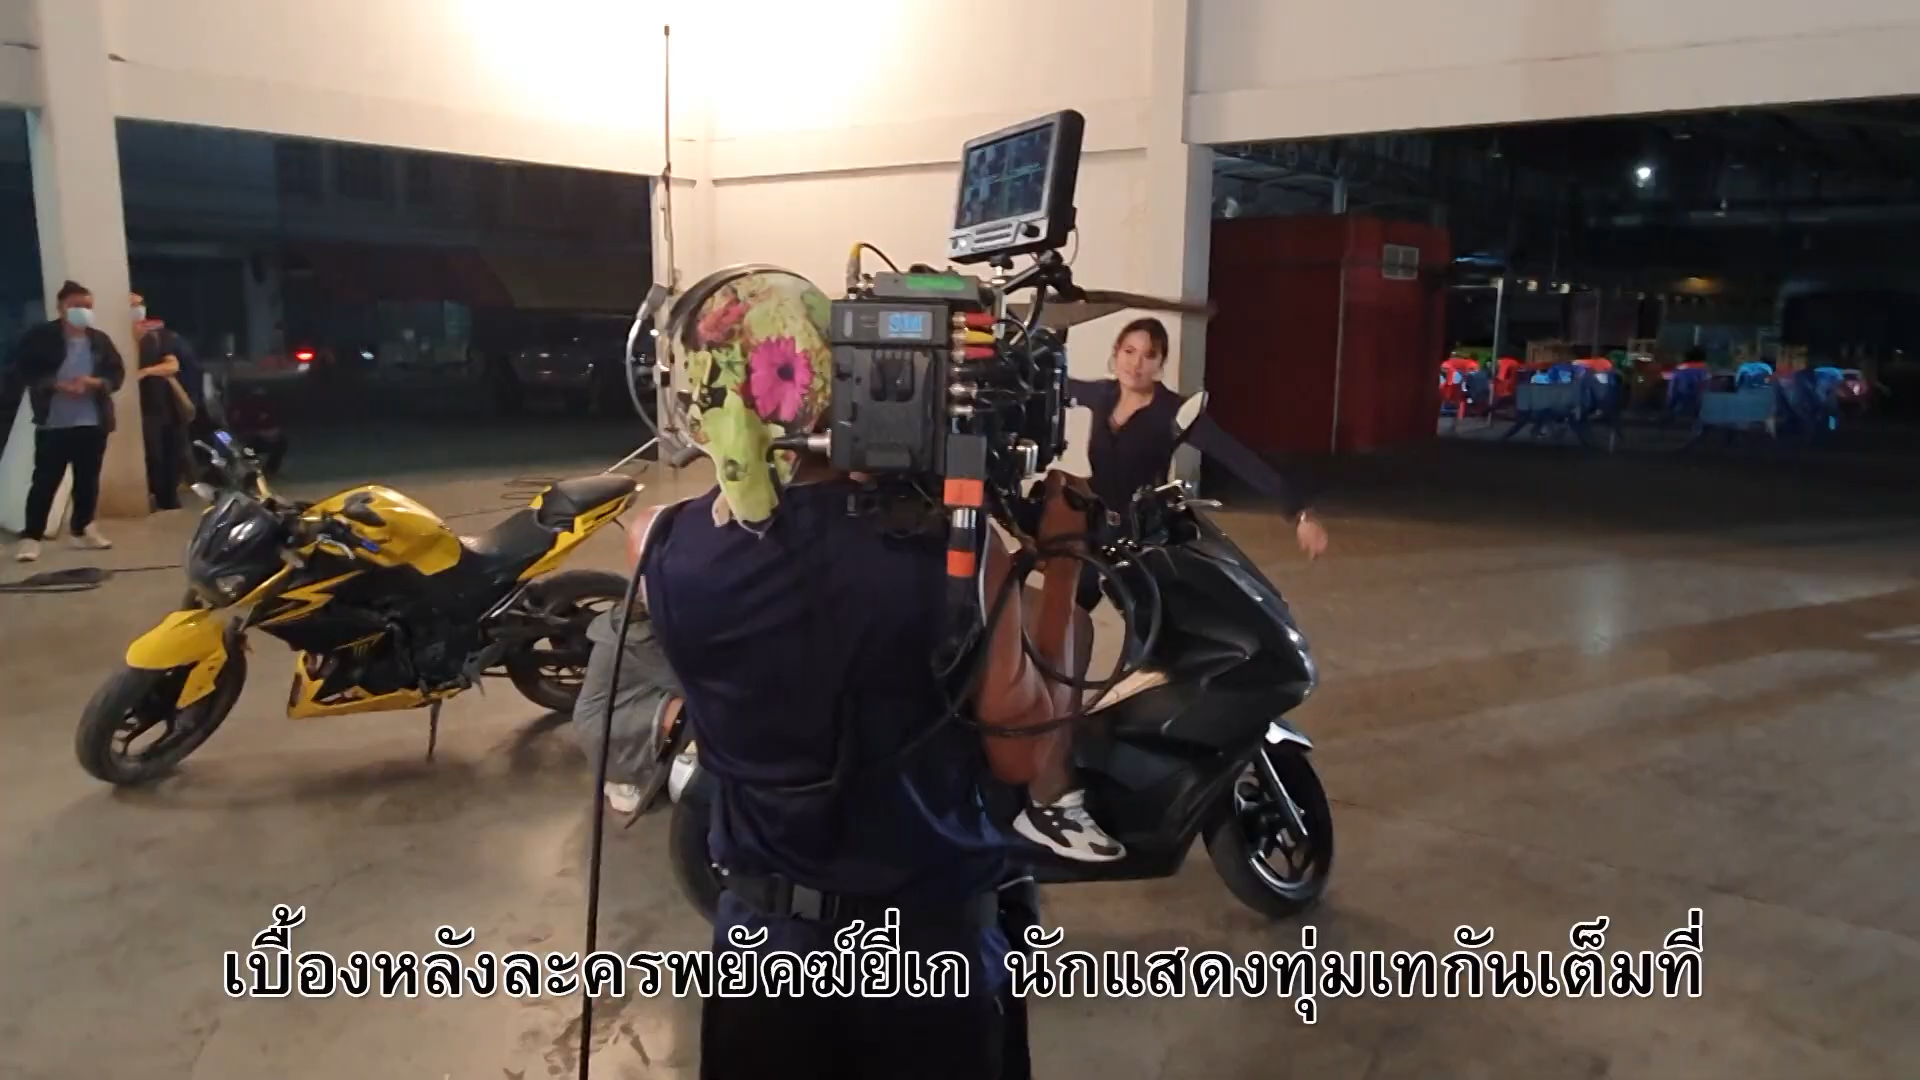 SIM
เบื้องหลังละครพยัคฆ์ยี่เก นักแสดงทุ่มเทกันเต็มที่